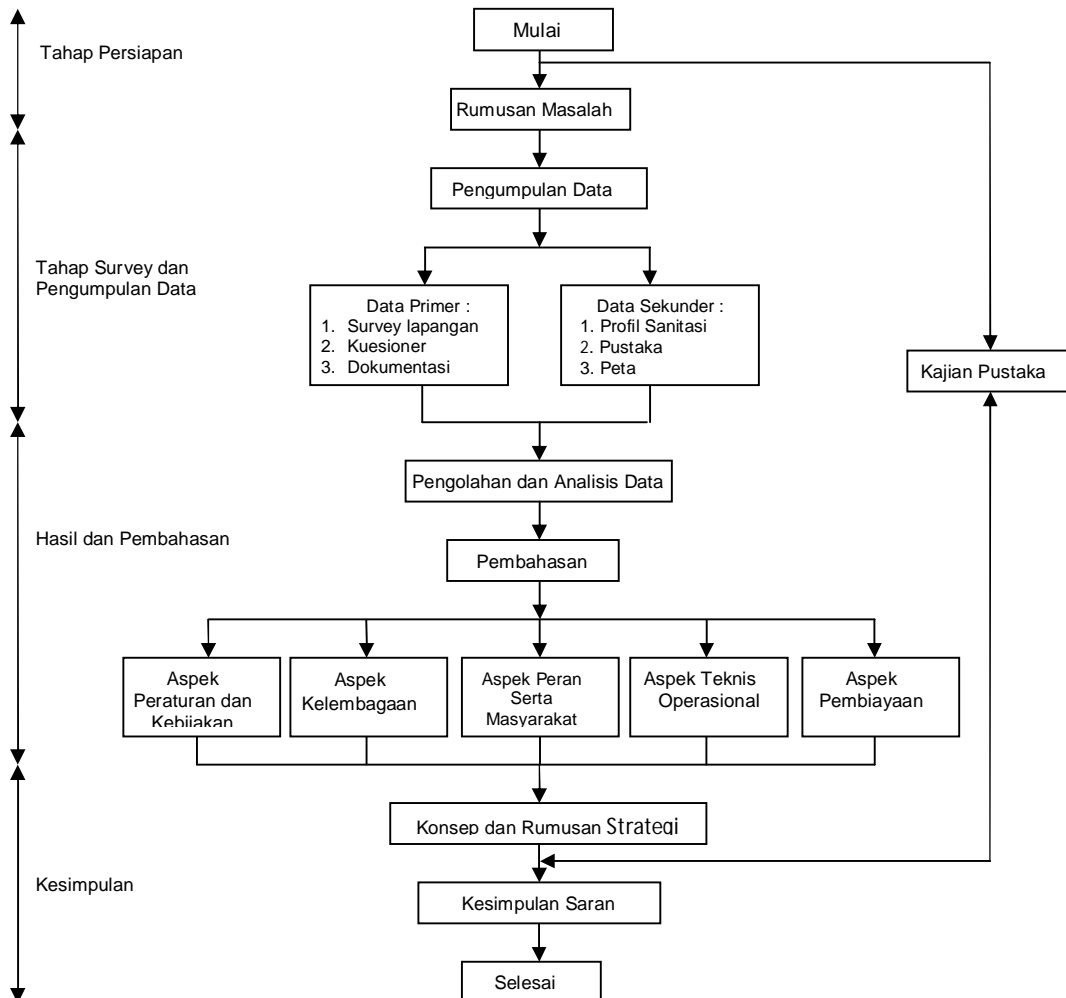 Mulai
Tahap Persiapan
Rumusan Masalah
Pengumpulan Data
Tahap Survey dan
Pengumpulan Data
Data Primer :
1. Survey lapangan
2. Kuesioner
3. Dokumentasi
Data Sekunder :
1. Profil Sanitasi
2. Pustaka
3. Peta
Kajian Pustaka
Pengolahan dan Analisis Data
Hasil dan Pembahasan
Pembahasan
Aspek
Peraturan dan
Kebijakan
Aspek
Kelembagaan
Aspek Peran
Serta
Masyarakat
Aspek Teknis
Operasional
Aspek
Pembiayaan
Konsep dan Rumusan Strategi
Kesimpulan
Kesimpulan Saran
Selesai